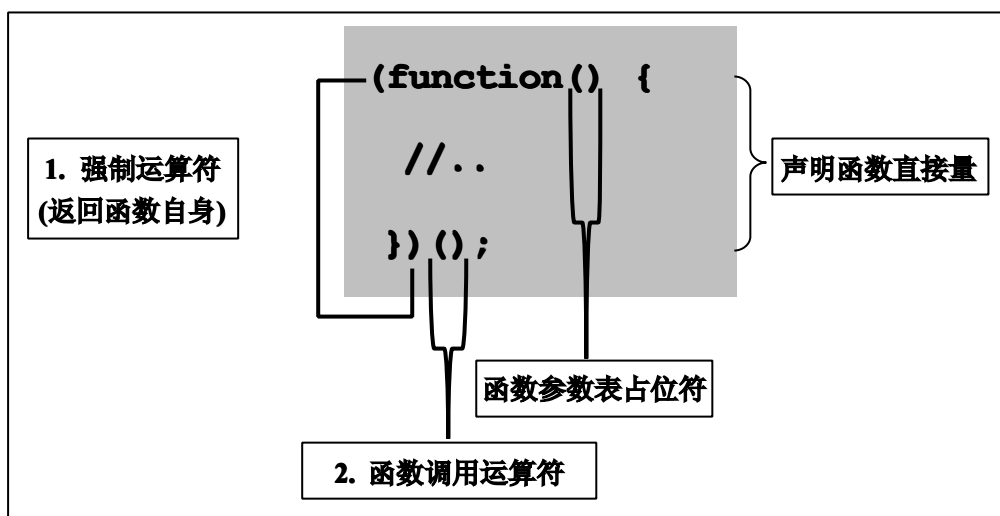 (function() {
//..
})();
1. 强制运算符
(返回函数自身)
声明函数直接量
函数参数表占位符
2. 函数调用运算符